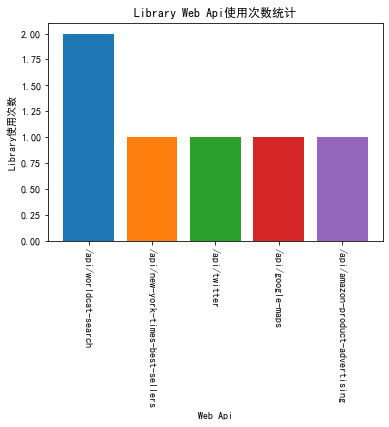 Library Web Api使用次数统计
Library使用次数
2.00
1.75
1.50
1.25
1.00
0.75
0.50
0.25
0.00
/api/worldcat-search
/api/new-york-times-best-sellers
/api/twitter
/api/google-maps
/api/amazon-product-advertising
Web Api